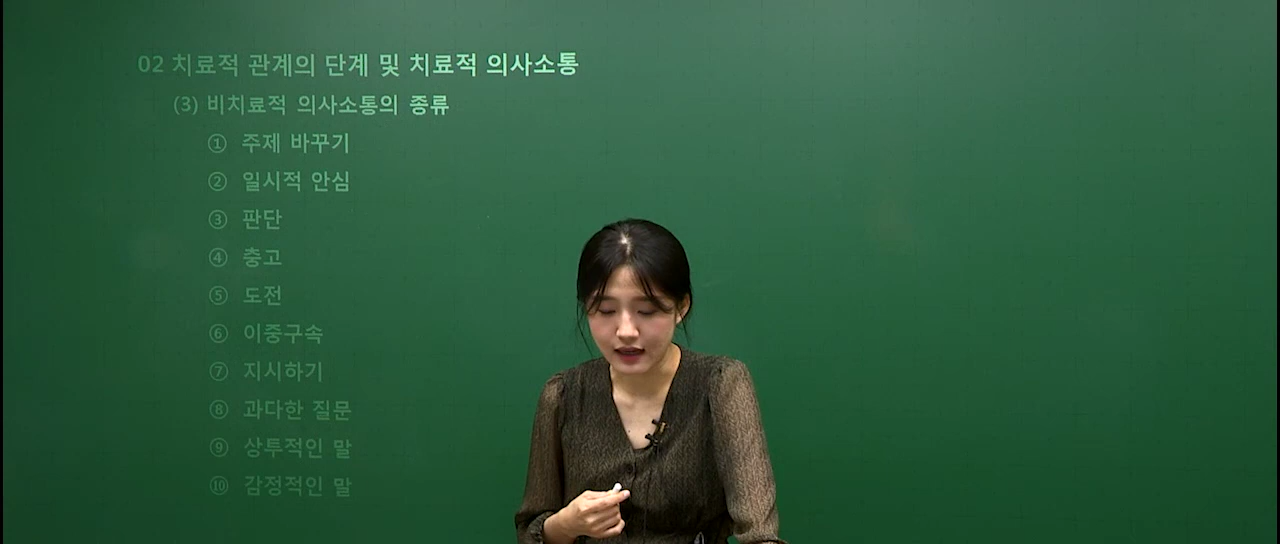 02 치료적 관계의 단계 및 치료적 의사소통
(3) 비치료적 의사소통의 종류
① 주제 바꾸기
② 일시적 안심
③ 판단
④ 충고
⑤ 도전
⑥ 이중구속
⑦ 지시하기
⑧ 과다한 질문
⑨ 상투적인 말
⑩ 감정적인 말